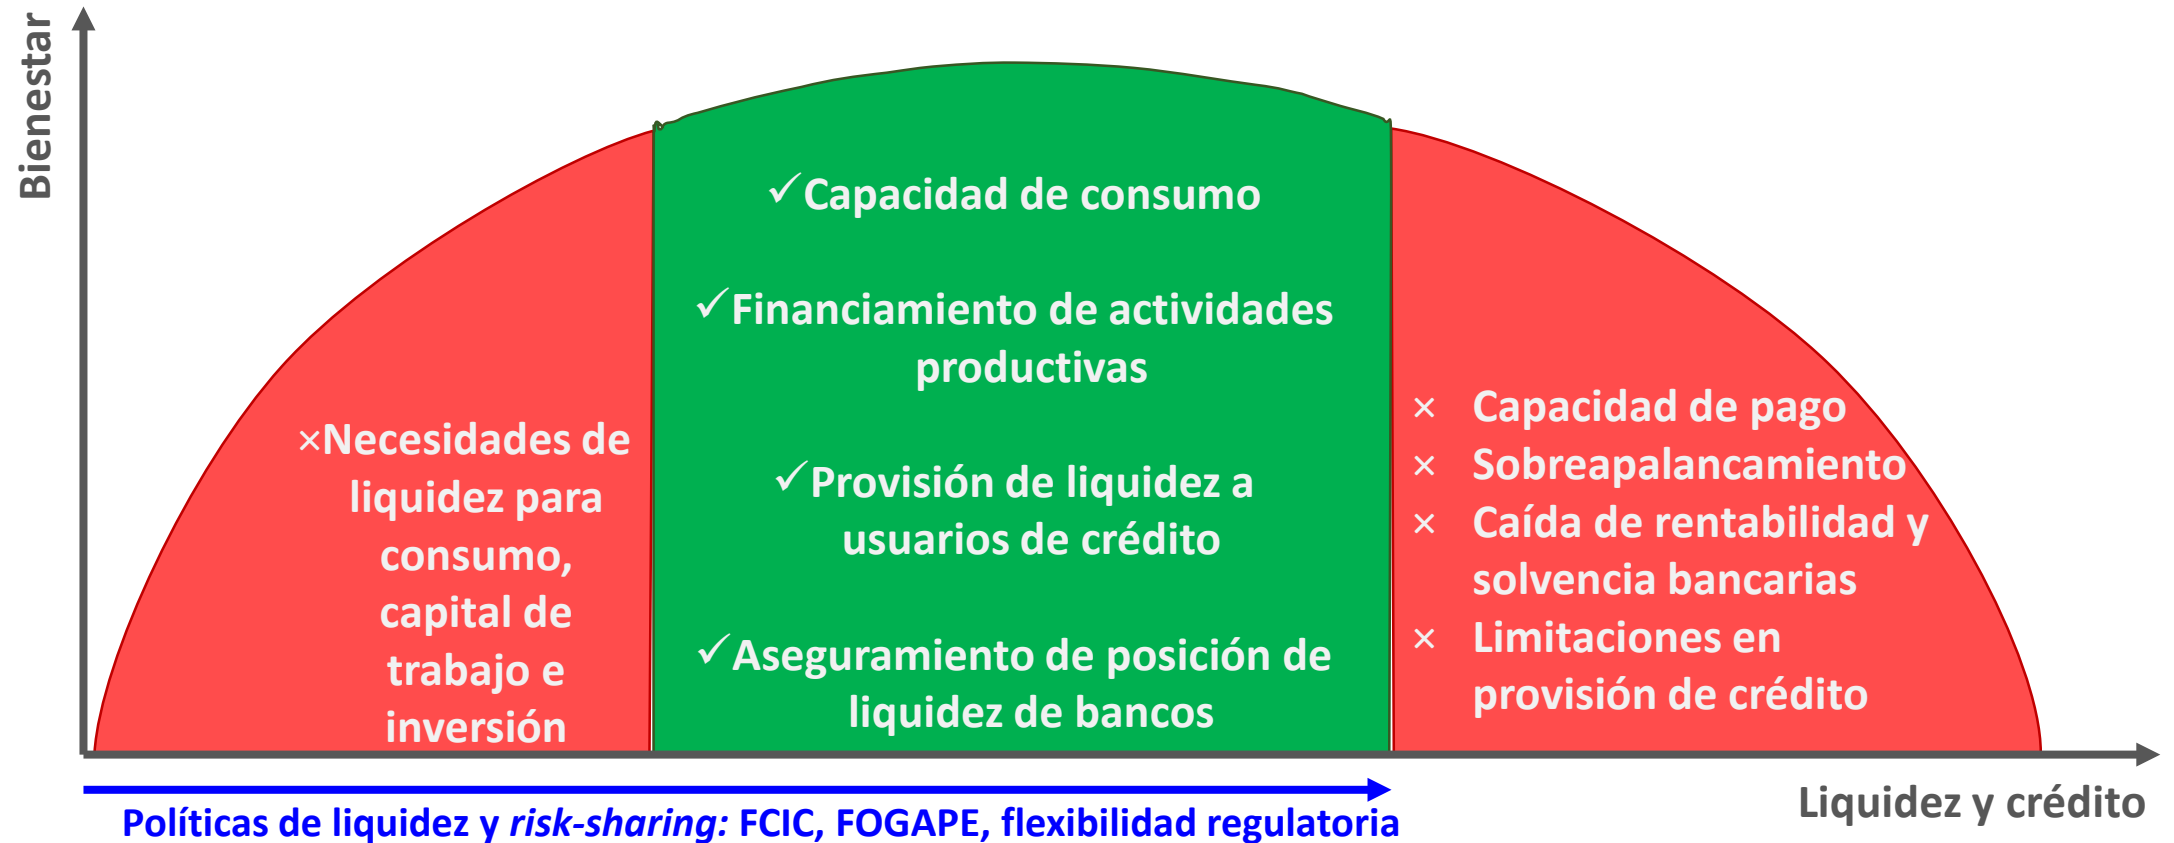 Bienestar
✓Capacidad de consumo
✓Financiamiento de actividades
productivas
✓Provisión de liquidez a
usuarios de crédito
✓Aseguramiento de posición de
liquidez de bancos
×Necesidades de
liquidez para
consumo,
capital de
trabajo e
inversión
× Capacidad de pago
× Sobreapalancamiento
× Caída de rentabilidad y
solvencia bancarias
× Limitaciones en
provisión de crédito
Liquidez y crédito
Políticas de liquidez y risk-sharing: FCIC, FOGAPE, flexibilidad regulatoria